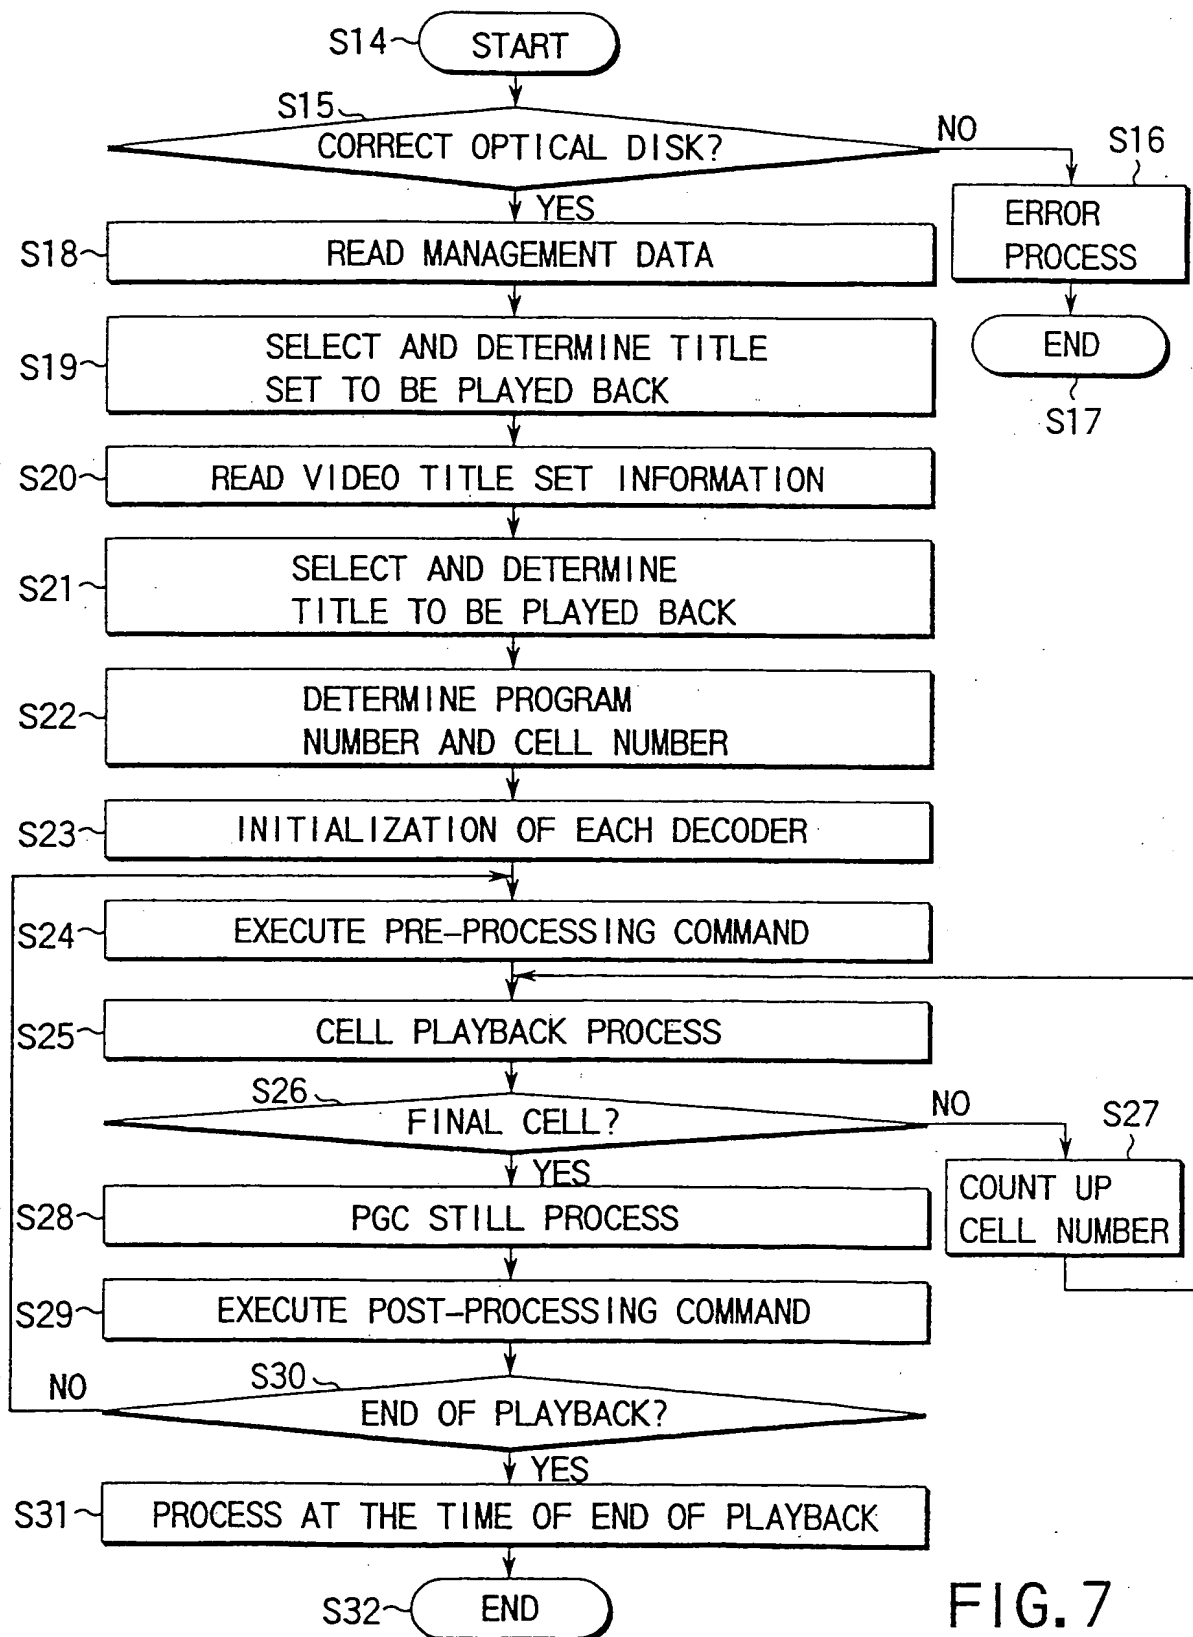 S14
START
S15
CORRECT OPTICAL DISK?
NO
S16
ERROR
PROCESS
YES
S18
READ MANAGEMENT DATA
END
S17
S19
SELECT AND DETERMINE TITLE
SET TO BE PLAYED BACK
S20
READ VIDEO TITLE SET INFORMATION
S21
SELECT AND DETERMINE
TITLE TO BE PLAYED BACK
S22
DETERMINE PROGRAM
NUMBER AND CELL NUMBER
S23
INITIALIZATION OF EACH DECODER
S24
EXECUTE PRE-PROCESSING COMMAND
S25
CELL PLAYBACK PROCESS
S26
FINAL CELL?
NO
S27
COUNT UP
CELL NUMBER
YES
S28
PGC STILL PROCESS
S29
EXECUTE POST-PROCESSING COMMAND
S30
NO
END OF PLAYBACK?
YES
S31
PROCESS AT THE TIME OF END OF PLAYBACK
S32
END
FIG. 7